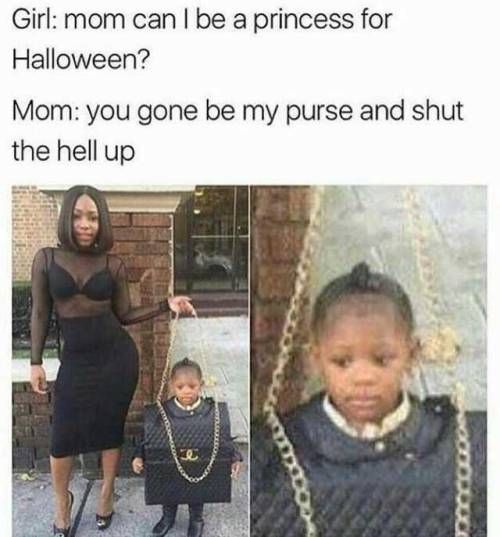 Girl: mom can I be a princess for
Halloween?
Mom: you gone be my purse and shut
the hell up